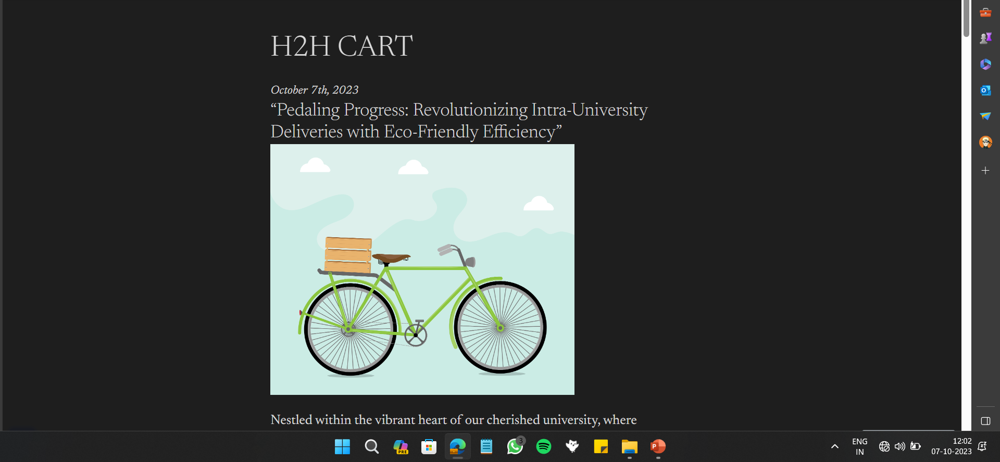 H2H CART
October 7th, 2023
“Pedaling Progress: Revolutionizing Intra-University
Deliveries with Eco-Friendly Efficiency”
Nestled within the vibrant heart of our cherished university, where
PRE
3
P
ENG
IN
12:02
07-10-2023